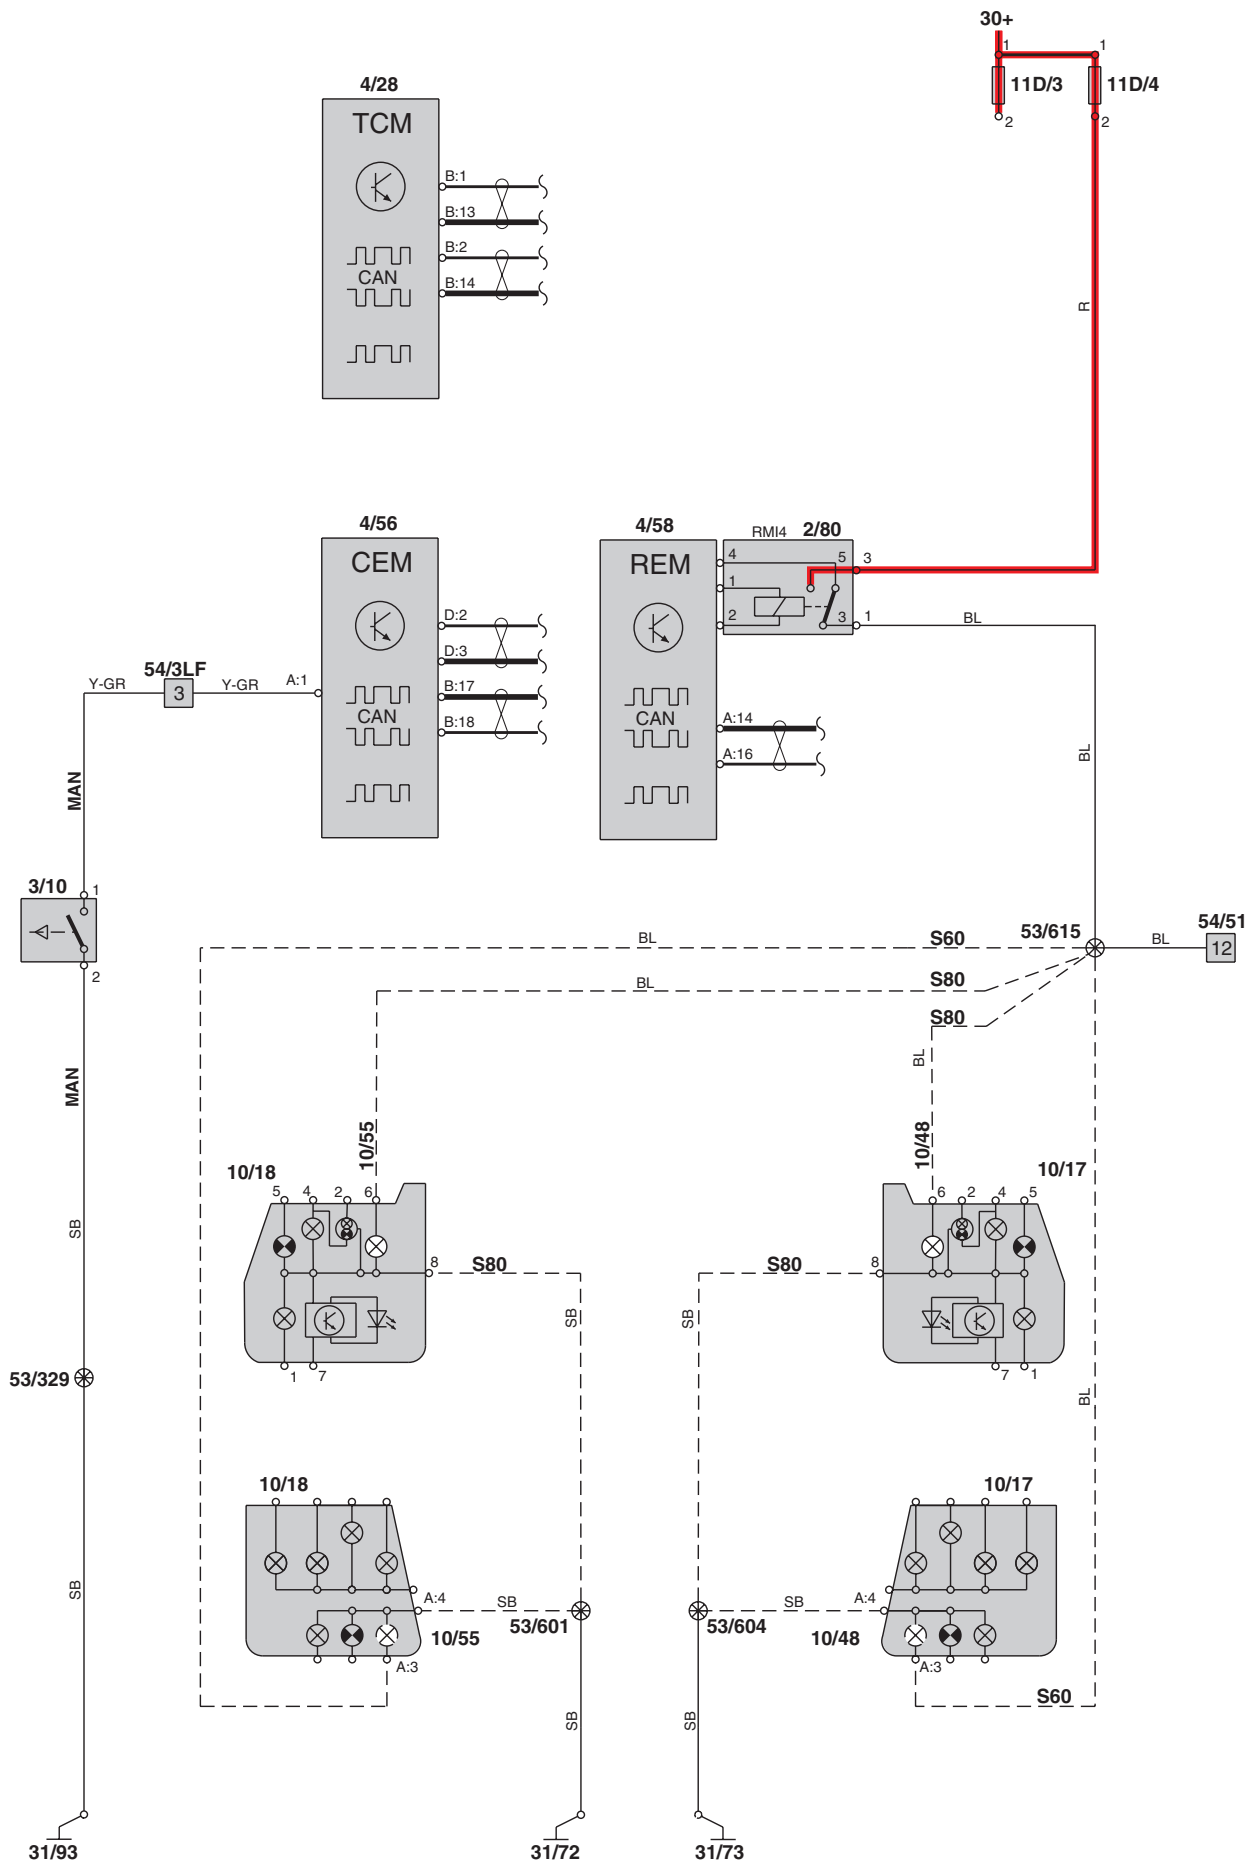 30+
1
1
11D/3
11D/4
2
2
4/28
TCM
B:1
B:13
B:2
CAN
B:14
R
4/56
4/58
RMI4
2/80
CEM
REM
4
5
3
1
D:2
2
3
1
BL
D:3
54/3LF
Y-GR
3
Y-GR
A:1
B:17
CAN
B:18
A:14
CAN
A:16
BL
MAN
3/10
1
2
BL
S60
53/615
BL
54/51
12
BL
S80
S80
BL
MAN
10/55
10/48
10/18
10/17
5
4
2
6
6
2
4
5
SB
8
S80
S80
8
SB
SB
1
7
7
1
53/329
BL
10/18
10/17
SB
A:4
SB
53/601
53/604
SB
A:4
10/55
10/48
A:3
A:3
S60
SB
SB
31/93
31/72
31/73